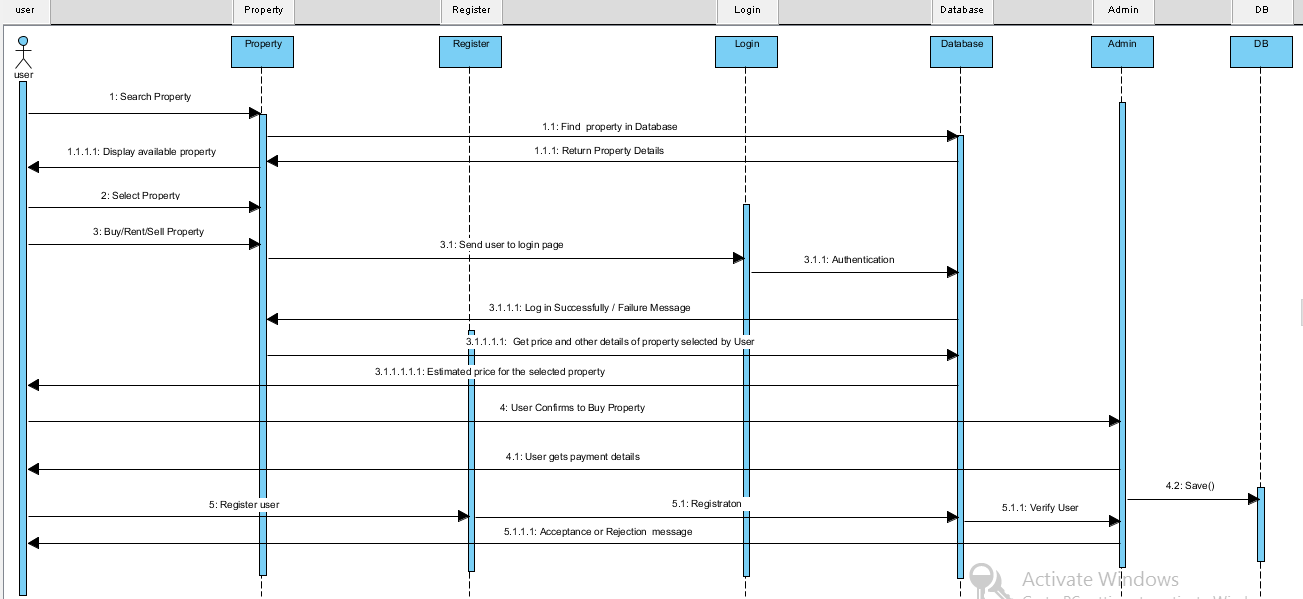 user Property Register Login Database Admin DB
Property Register Login Database Admin DB
user
1: Search Property
1.1: Find property in Database
1.1.1: Return Property Details
1.1.1.1: Display available property
2: Select Property
3: Buy/Rent/Sell Property
3.1: Send user to login page
3.1.1: Authentication
3.1.1.1: Log in Successfully / Failure Message
3.1.1.1.1: Get price and other details of property selected by User
3.1.1.1.1.1: Estimated price for the selected property
4: User Confirms to Buy Property
4.1: User gets payment details
4.2: Save()
5: Register user
5.1: Registraton
5.1.1: Verify User
5.1.1.1: Acceptance or Rejection message
Activate Windows